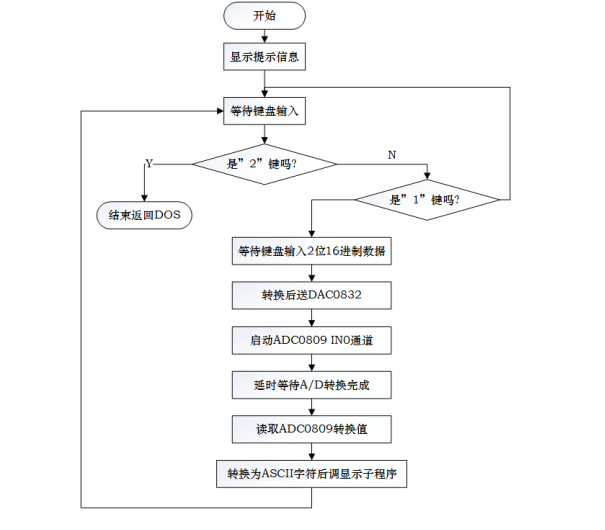 开始
显示提示信息
等待键盘输入
是”2”键吗?
Y
N
是”1”键吗?
结束返回DOS
等待键盘输入2位16进制数据
转换后送DAC0832
启动ADC0809 IN0通道
延时等待A/D转换完成
读取ADC0809转换值
转换为ASCII字符后调显示子程序